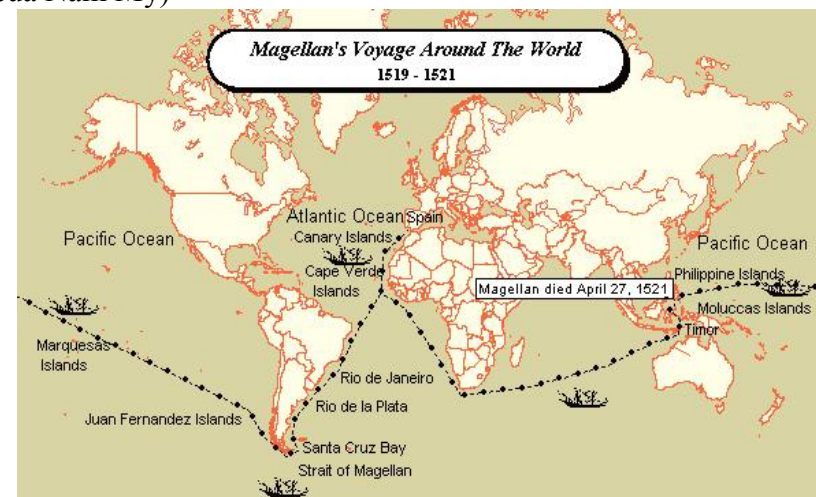 Magellan's Voyage Around The World
1519 - 1521
Atlantic Ocean
Spain
Canary Islands
Pacific Ocean
Pacific Ocean
Cape Verde
Islands
Philippine Islands
Magellan died April 27, 1521
Moluccas Islands
Timor
Marquesas
Islands
Rio de Janeiro
Rio de la Plata
Juan Fernandez Islands
Santa Cruz Bay
Strait of Magellan